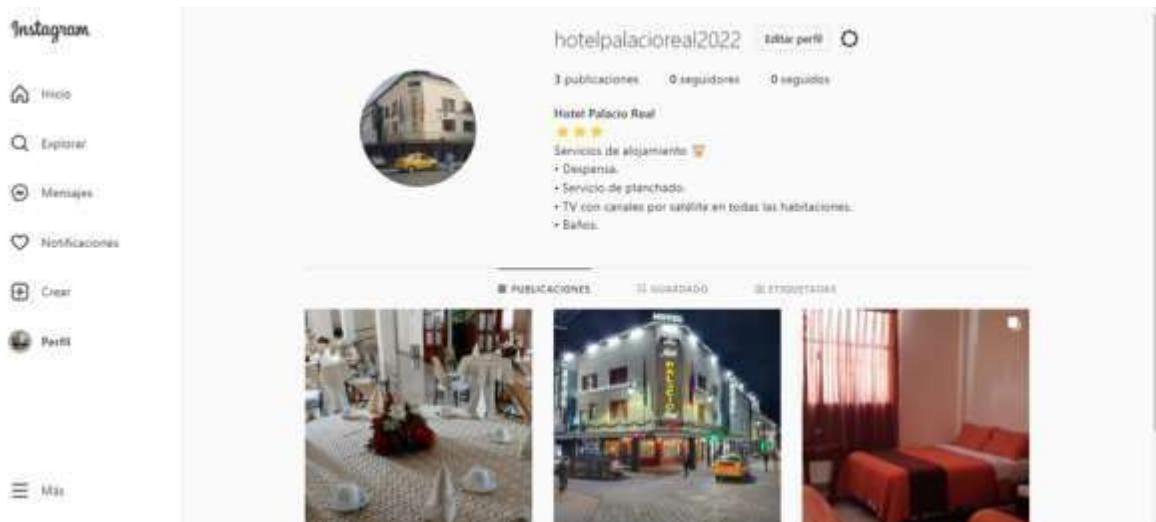 Instagram
Inicio
Explorar
Mensajes
Notificaciones
Crear
Perfil
Más
hotelpalacioreal2022 Editar perfil
3 publicaciones 0 seguidores 0 seguidos
Hotel Palacio Real
Servicios de alojamiento
• Despensa.
• Servicio de planchado.
• TV con canales por satélite en todas las habitaciones.
• Baños.
PUBLICACIONES GUARDADO ETIQUETADAS
HOTEL
PALACIO